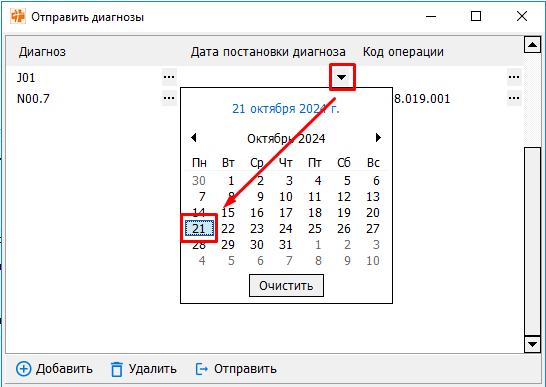 Отправить диагнозы
Диагноз Дата постановки диагноза Код операции
J01 ... ...
N00.7 ... 8.019.001 ...
21 октября 2024 г.
Октябрь 2024
Пн Вт Ср Чт Пт Сб Вс
30 1 2 3 4 5 6
7 8 9 10 11 12 13
14 15 16 17 18 19 20
21 22 23 24 25 26 27
28 29 30 31 1 2 3
4 5 6 7 8 9 10
Очистить
Добавить Удалить Отправить